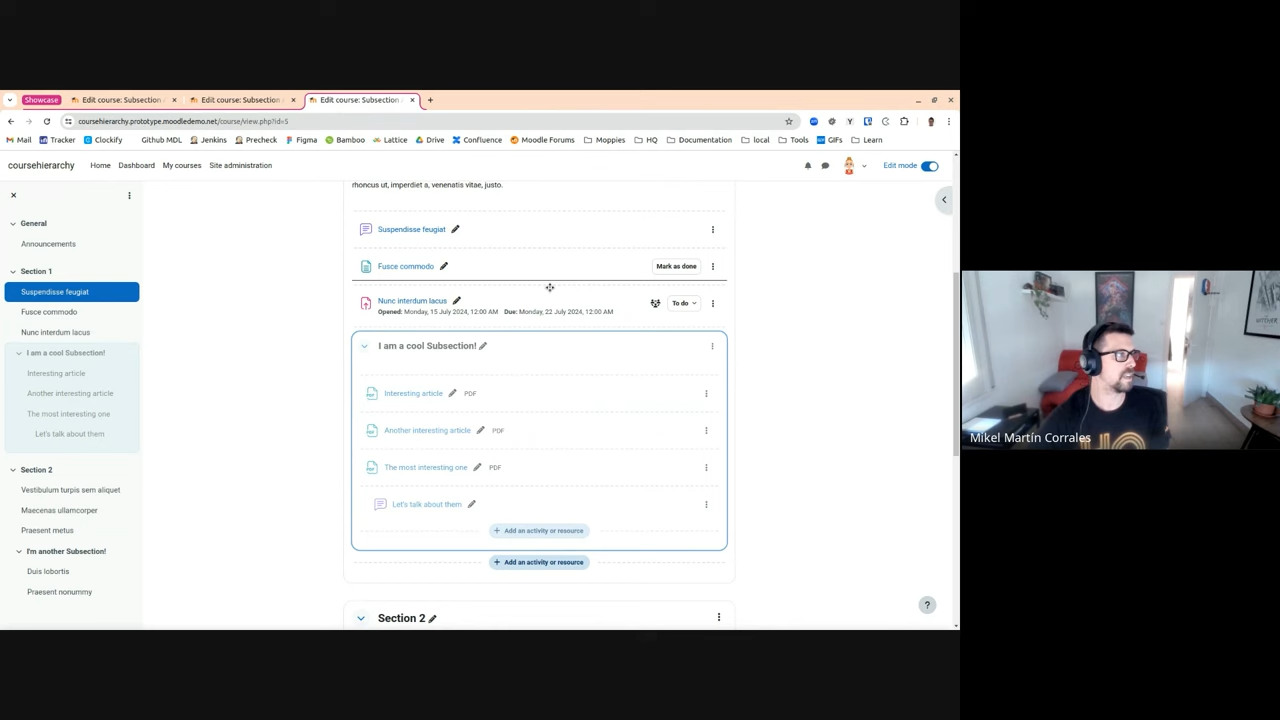 Showcase
Edit course: Subsection
Edit course: Subsection
Edit course: Subsection
coursehierarchy.prototype.moodledemo.net/course/view.php?id=5
Mail Tracker Clockify Github MDL Jenkins Precheck Figma Bamboo Lattice Drive Confluence Moodle Forums Moppies HQ Documentation local Tools GIFs Learn
coursehierarchy Home Dashboard My courses Site administration Edit mode
General
Announcements
Section 1
Suspendisse feugiat
Fusce commodo
Nunc interdum lacus
I am a cool Subsection!
Interesting article
Another interesting article
The most interesting one
Let's talk about them
Section 2
Vestibulum turpis sem aliquet
Maecenas ullamcorper
Praesent metus
I'm another Subsection!
Duis lobortis
Praesent nonummy
rhoncus ut, imperdiet a, venenatis vitae, justo.
Suspendisse feugiat
Fusce commodo Mark as done
Nunc interdum lacus To do
Opened: Monday, 15 July 2024, 12:00 AM Due: Monday, 22 July 2024, 12:00 AM
I am a cool Subsection!
Interesting article PDF
Another interesting article PDF
The most interesting one PDF
Let's talk about them
+ Add an activity or resource
+ Add an activity or resource
Section 2
?
Mikel Martín Corrales